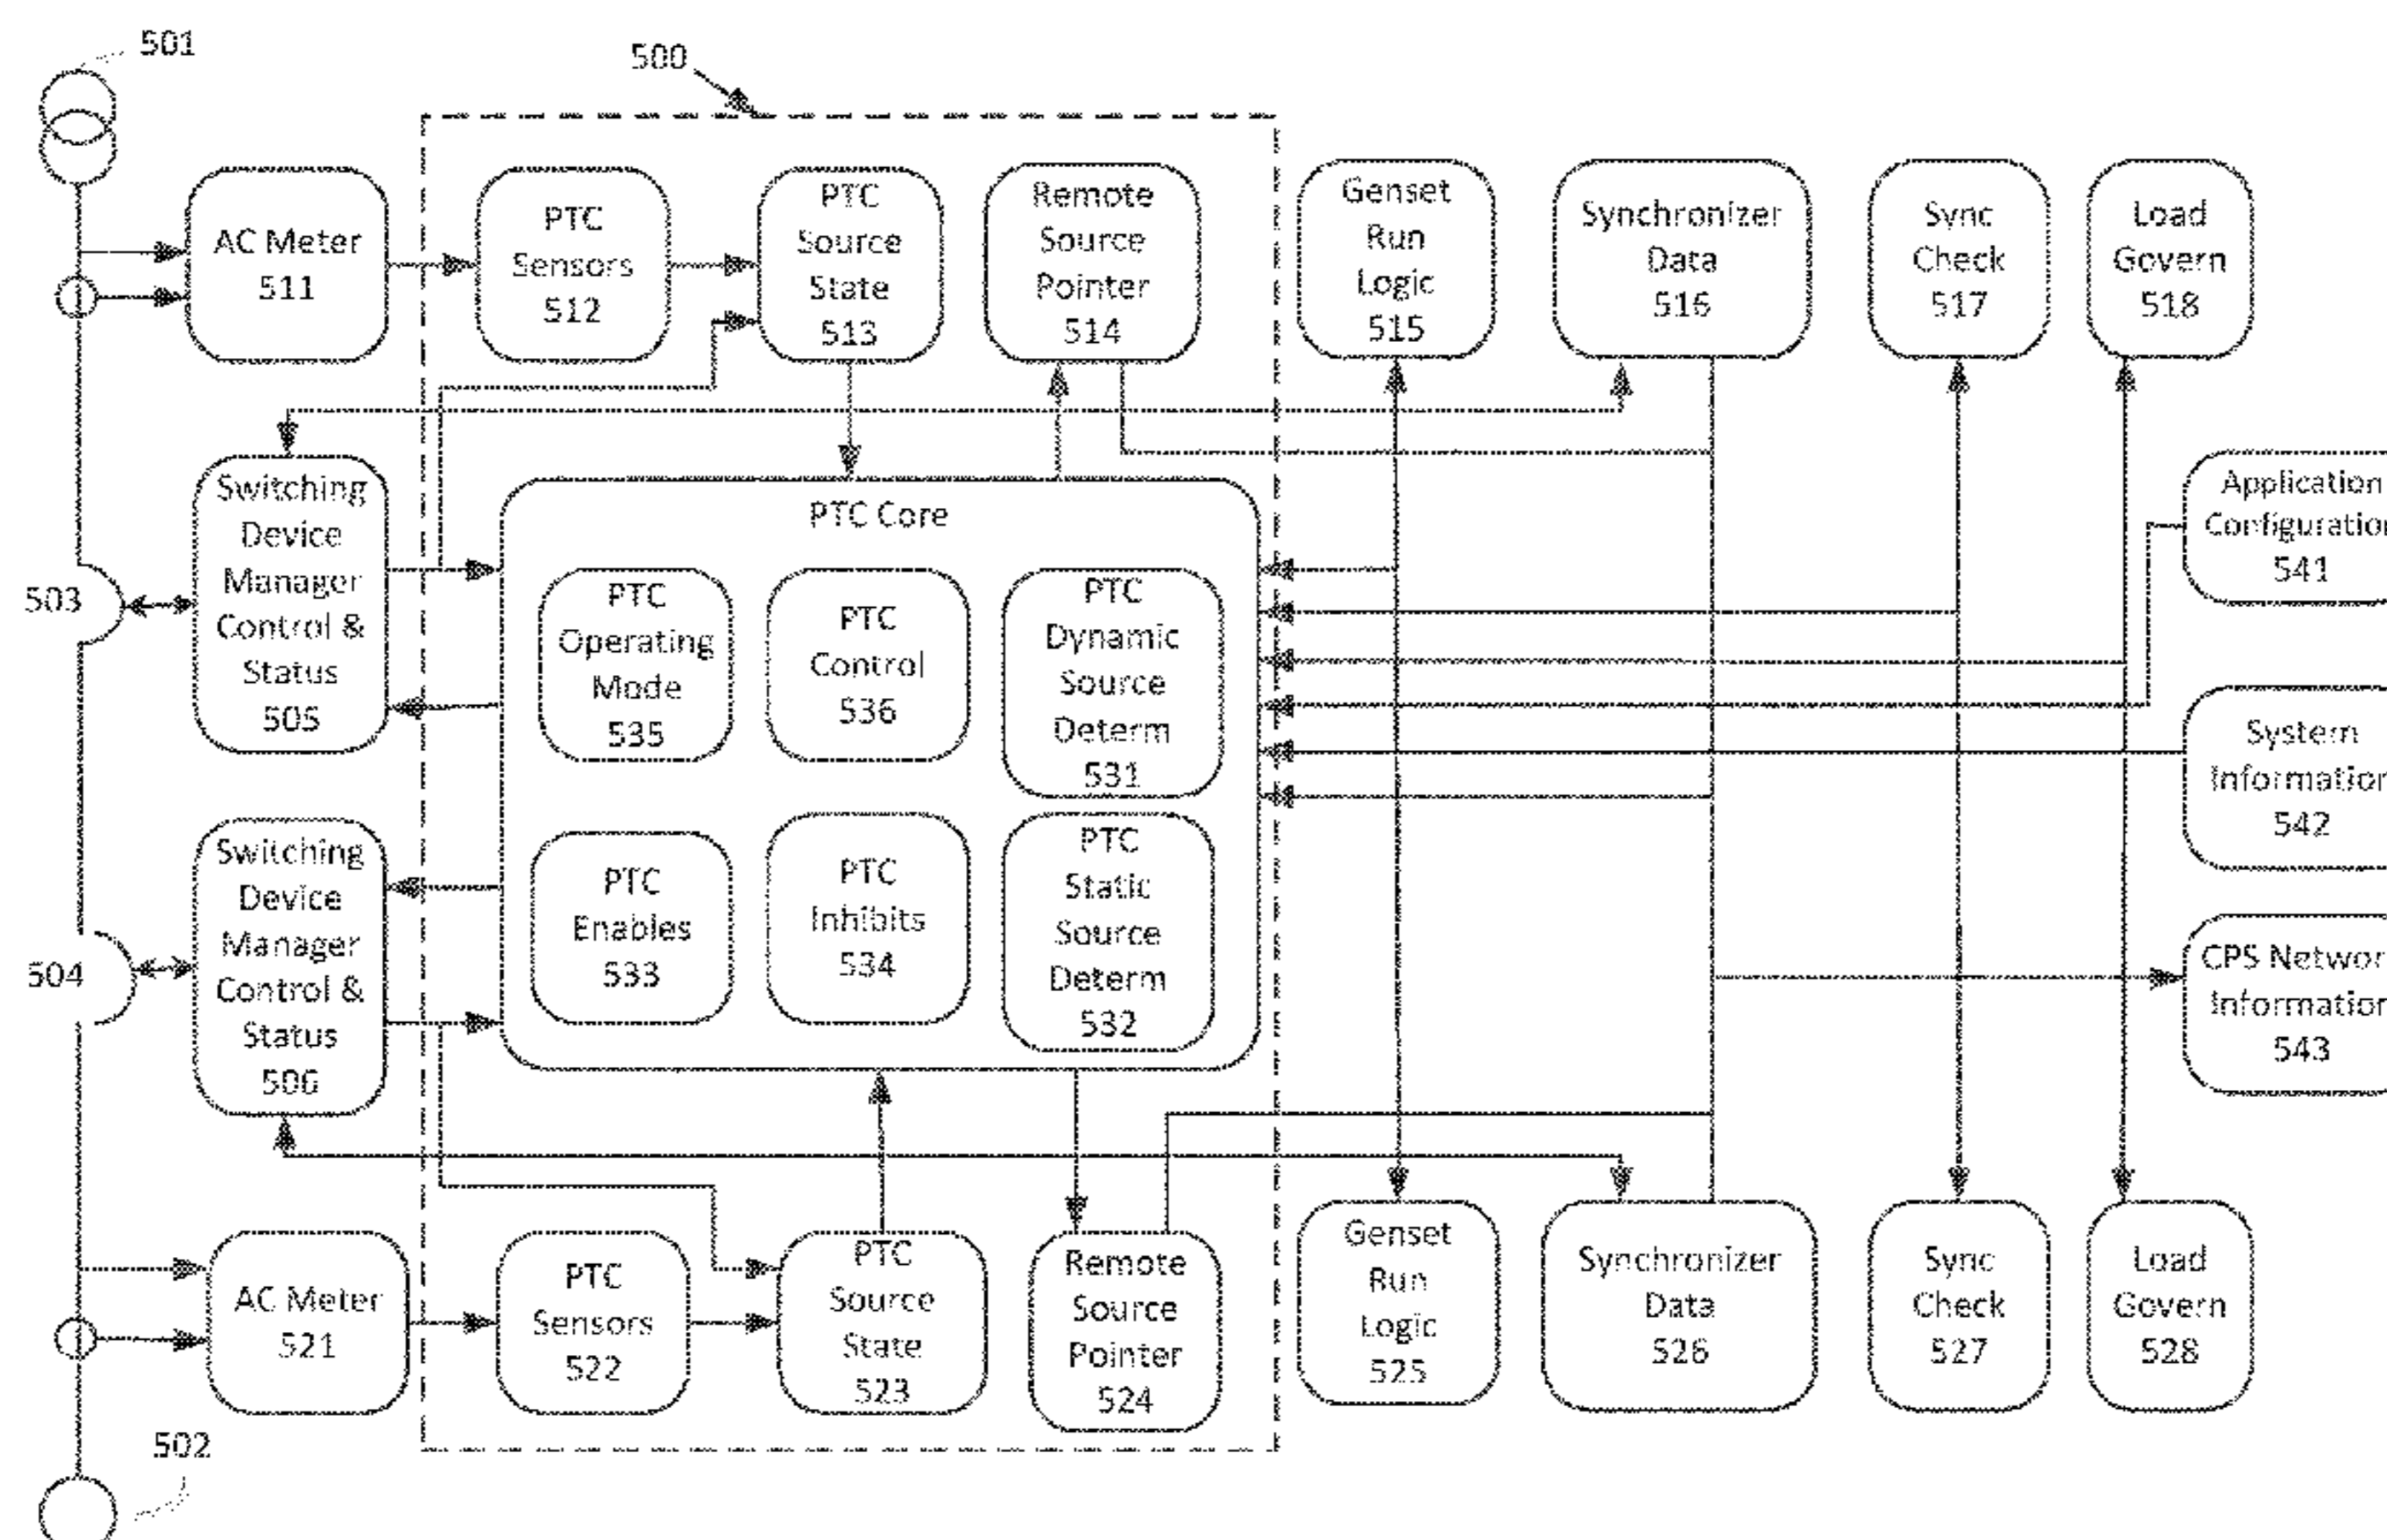 501
500
AC Meter
511
PTC
Sensors
512
PTC
Source
State
513
Remote
Source
Pointer
514
Genset
Run
Logic
515
Synchronizer
Data
516
Sync
Check
517
Load
Govern
518
503
Switching
Device
Manager
Control &
Status
505
PTC Core
PTC
Operating
Mode
535
PTC
Control
536
PTC
Dynamic
Source
Determ
531
Application
Configuration
541
System
Information
542
504
Switching
Device
Manager
Control &
Status
506
PTC
Enables
533
PTC
Inhibits
534
PTC
Static
Source
Determ
532
CPS Networ
Information
543
AC Meter
521
PTC
Sensors
522
PTC
Source
State
523
Remote
Source
Pointer
524
Genset
Run
Logic
525
Synchronizer
Data
526
Sync
Check
527
Load
Govern
528
502